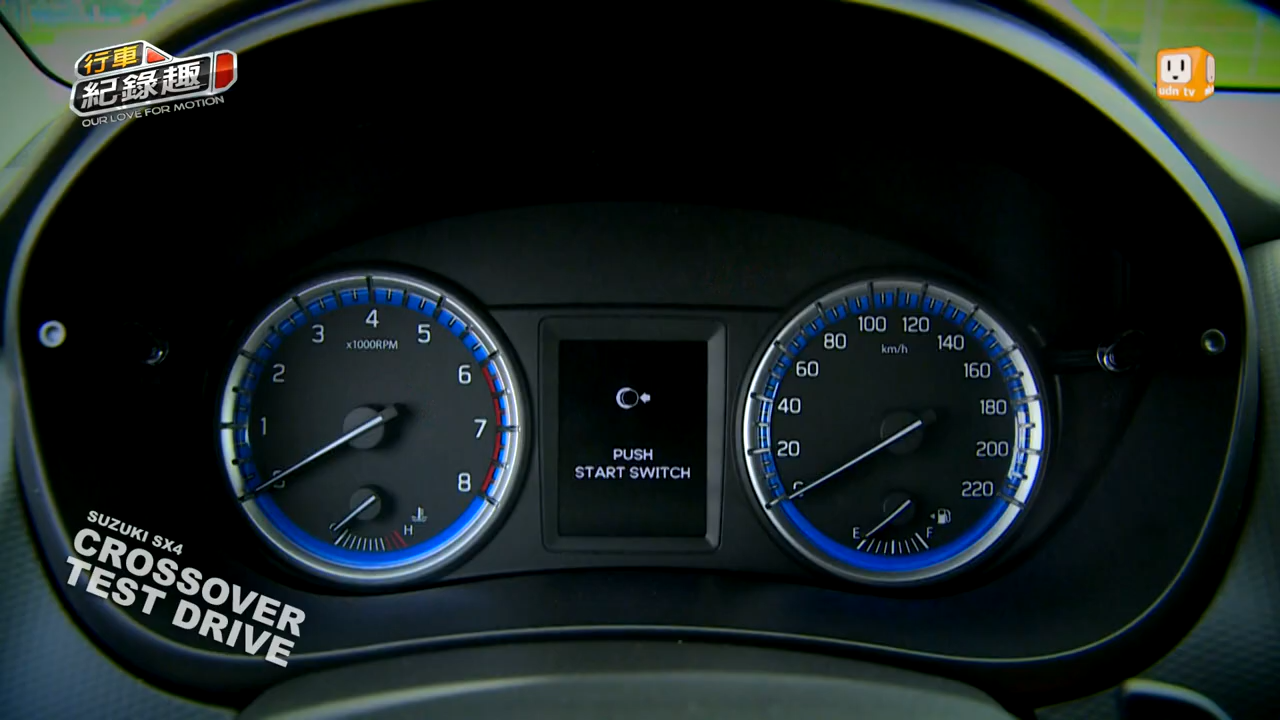 行車
紀錄趣
OUR LOVE FOR MOTION
udn tv
1
2
3
4
5
6
7
8
x1000RPM
H
PUSH
START SWITCH
0
20
40
60
80
100
120
140
160
180
200
220
km/h
E
F
SUZUKI SX4
CROSSOVER
TEST DRIVE